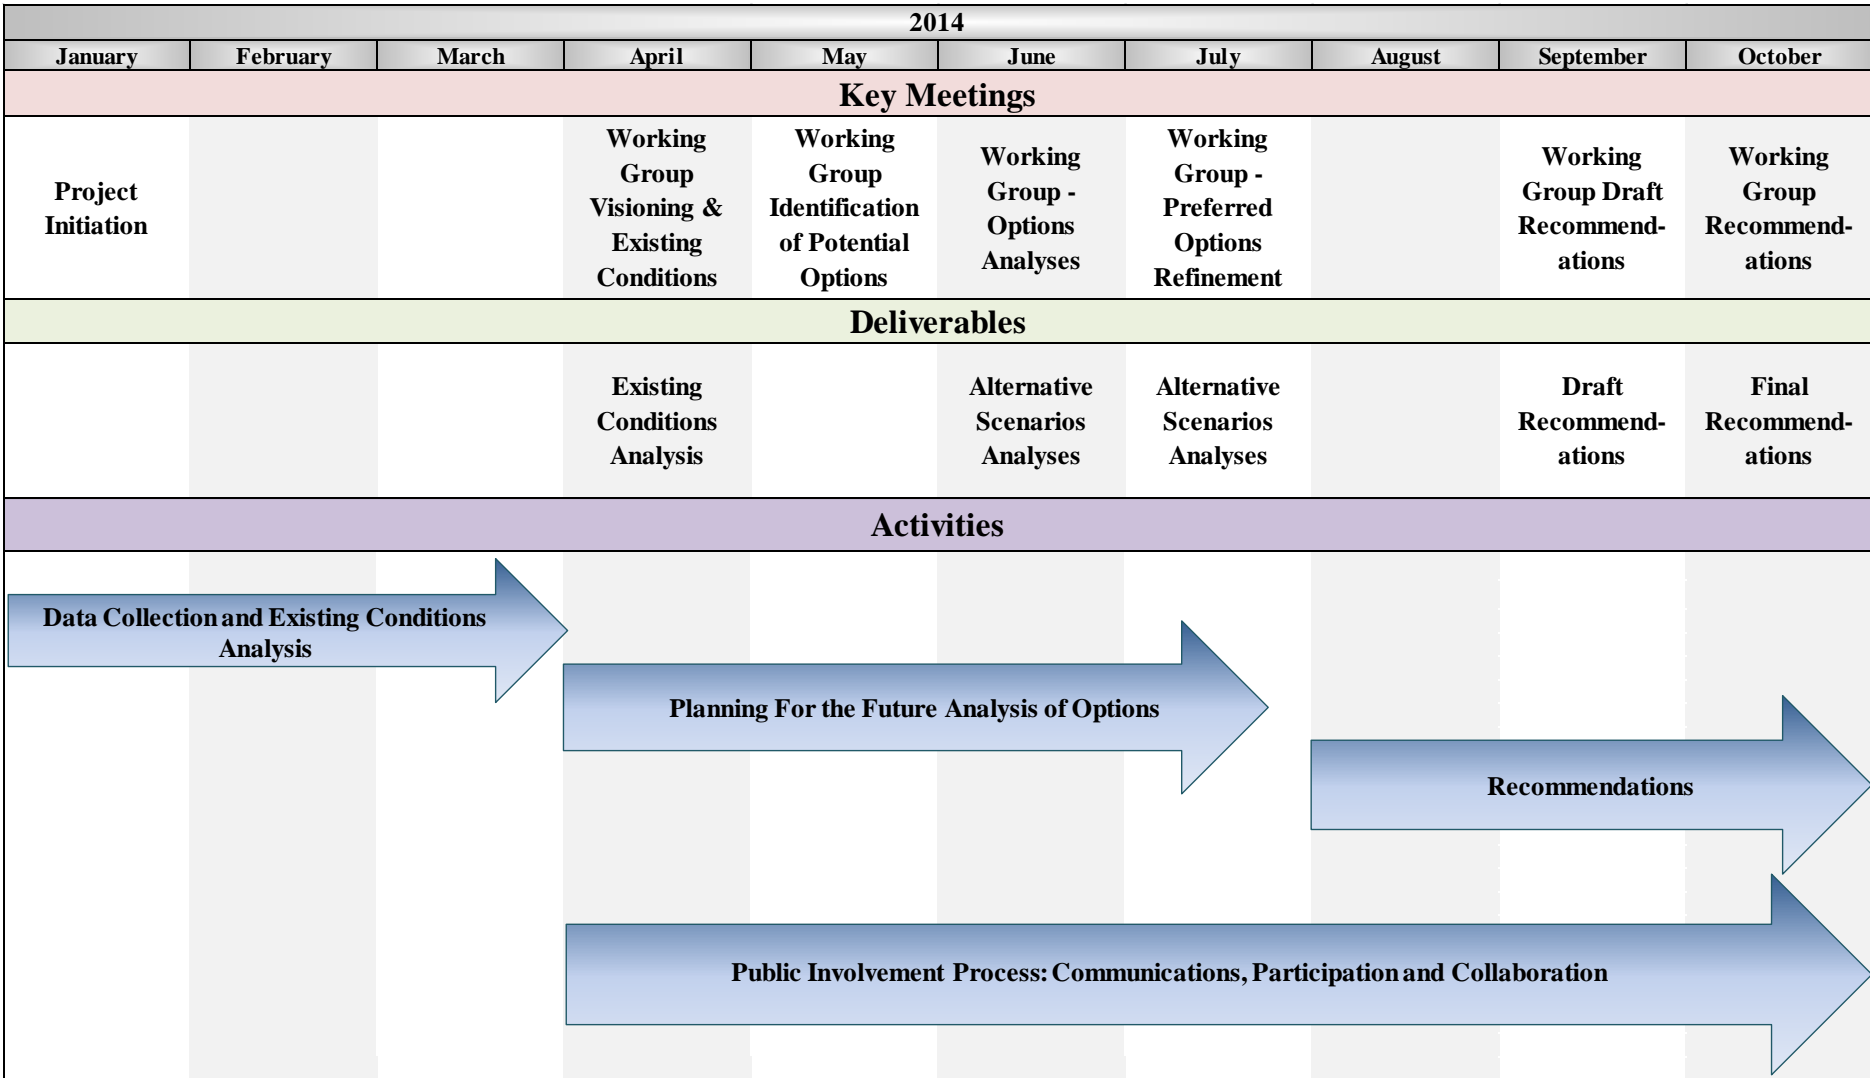 2014
January February March April May June July August September October
Key Meetings
Project
Initiation
Working
Group
Visioning &
Existing
Conditions
Working
Group
Identification
of Potential
Options
Working
Group -
Options
Analyses
Working
Group -
Preferred
Options
Refinement
Working
Group Draft
Recommend-
ations
Working
Group
Recommend-
ations
Deliverables
Existing
Conditions
Analysis
Alternative
Scenarios
Analyses
Alternative
Scenarios
Analyses
Draft
Recommend-
ations
Final
Recommend-
ations
Activities
Data Collection and Existing Conditions
Analysis
Planning For the Future Analysis of Options
Recommendations
Public Involvement Process: Communications, Participation and Collaboration